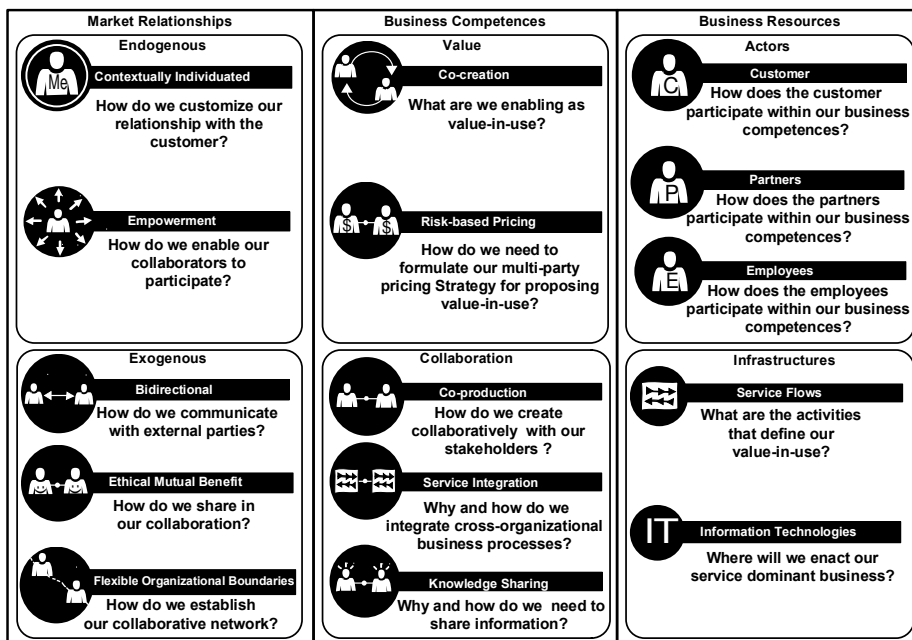 Market Relationships
Endogenous
Me
Contextually Individuated
How do we customize our
relationship with the
customer?
Empowerment
How do we enable our
collaborators to
participate?
Exogenous
Bidirectional
How do we communicate
with external parties?
Ethical Mutual Benefit
How do we share in
our collaboration?
Flexible Organizational Boundaries
How do we establish
our collaborative network?
Business Competences
Value
Co-creation
What are we enabling as
value-in-use?
$ $
Risk-based Pricing
How do we need to
formulate our multi-party
pricing Strategy for proposing
value-in-use?
Collaboration
Co-production
How do we create
collaboratively with our
stakeholders ?
Service Integration
Why and how do we
integrate cross-organizational
business processes?
Knowledge Sharing
Why and how do we need to
share information?
Business Resources
Actors
C
Customer
How does the customer
participate within our business
competences?
P
Partners
How does the partners
participate within our business
competences?
E
Employees
How does the employees
participate within our business
competences?
Infrastructures
Service Flows
What are the activities
that define our
value-in-use?
IT
Information Technologies
Where will we enact our
service dominant business?